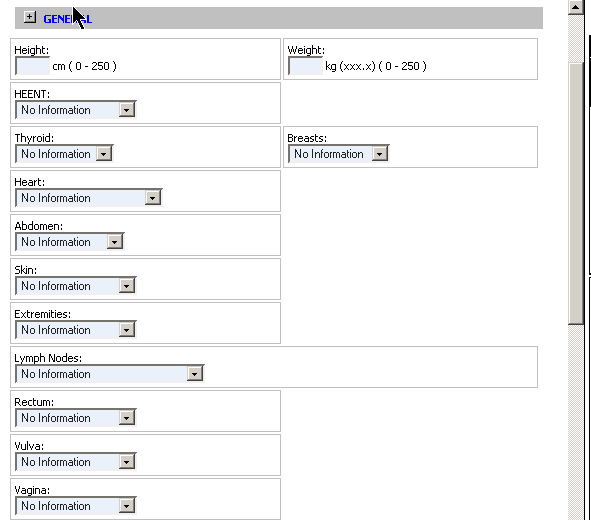 GENERAL
Height: Weight:
cm ( 0 - 250 ) kg (xxx.x) ( 0 - 250 )
HEENT:
No Information
Thyroid: Breasts:
No Information No Information
Heart:
No Information
Abdomen:
No Information
Skin:
No Information
Extremities:
No Information
Lymph Nodes:
No Information
Rectum:
No Information
Vulva:
No Information
Vagina:
No Information